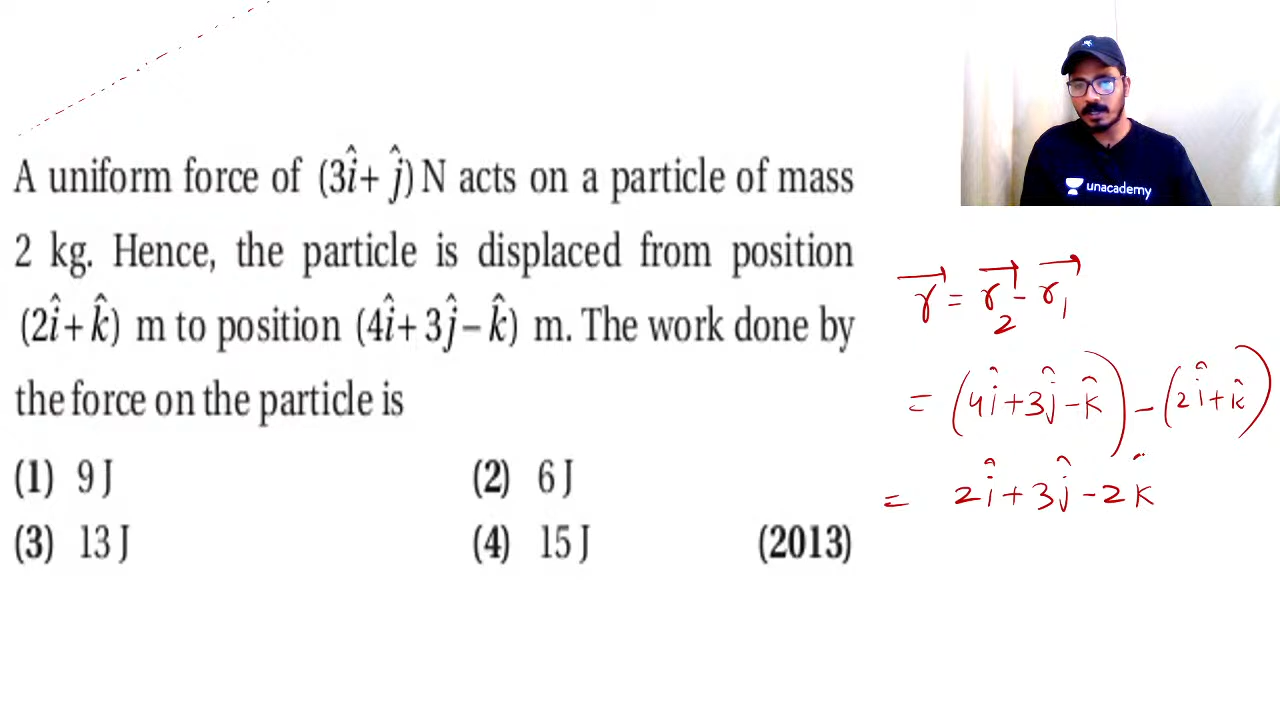 A uniform force of (3î + ĵ) N acts on a particle of mass
2 kg. Hence, the particle is displaced from position
(2î + k̂) m to position (4î + 3ĵ – k̂) m. The work done by
the force on the particle is
(1) 9 J (2) 6 J
(3) 13 J (4) 15 J (2013)
unacademy
r⃗ = r⃗₂ - r⃗₁
= (4î + 3ĵ - k̂) - (2î + k̂)
= 2î + 3ĵ - 2k̂